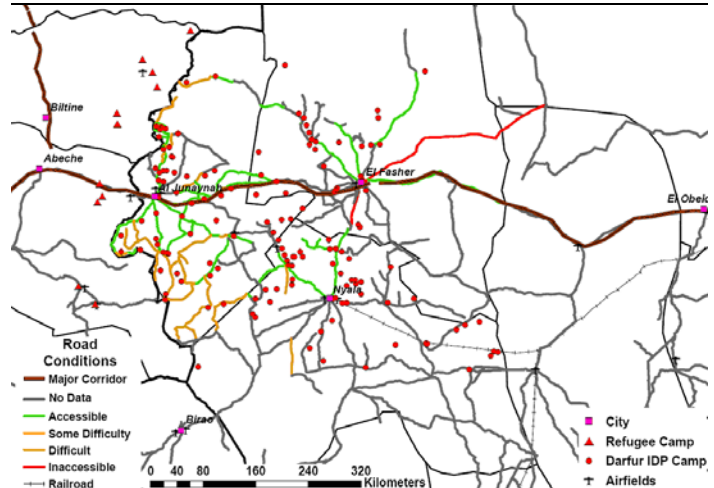 Biltine
Abeche
Al Junaynah
El Fasher
El Obeid
Nyala
Birao
Road
Conditions
Major Corridor
No Data
Accessible
Some Difficulty
Difficult
Inaccessible
Railroad
0 40 80 160 240 320
Kilometers
City
Refugee Camp
Darfur IDP Camp
Airfields